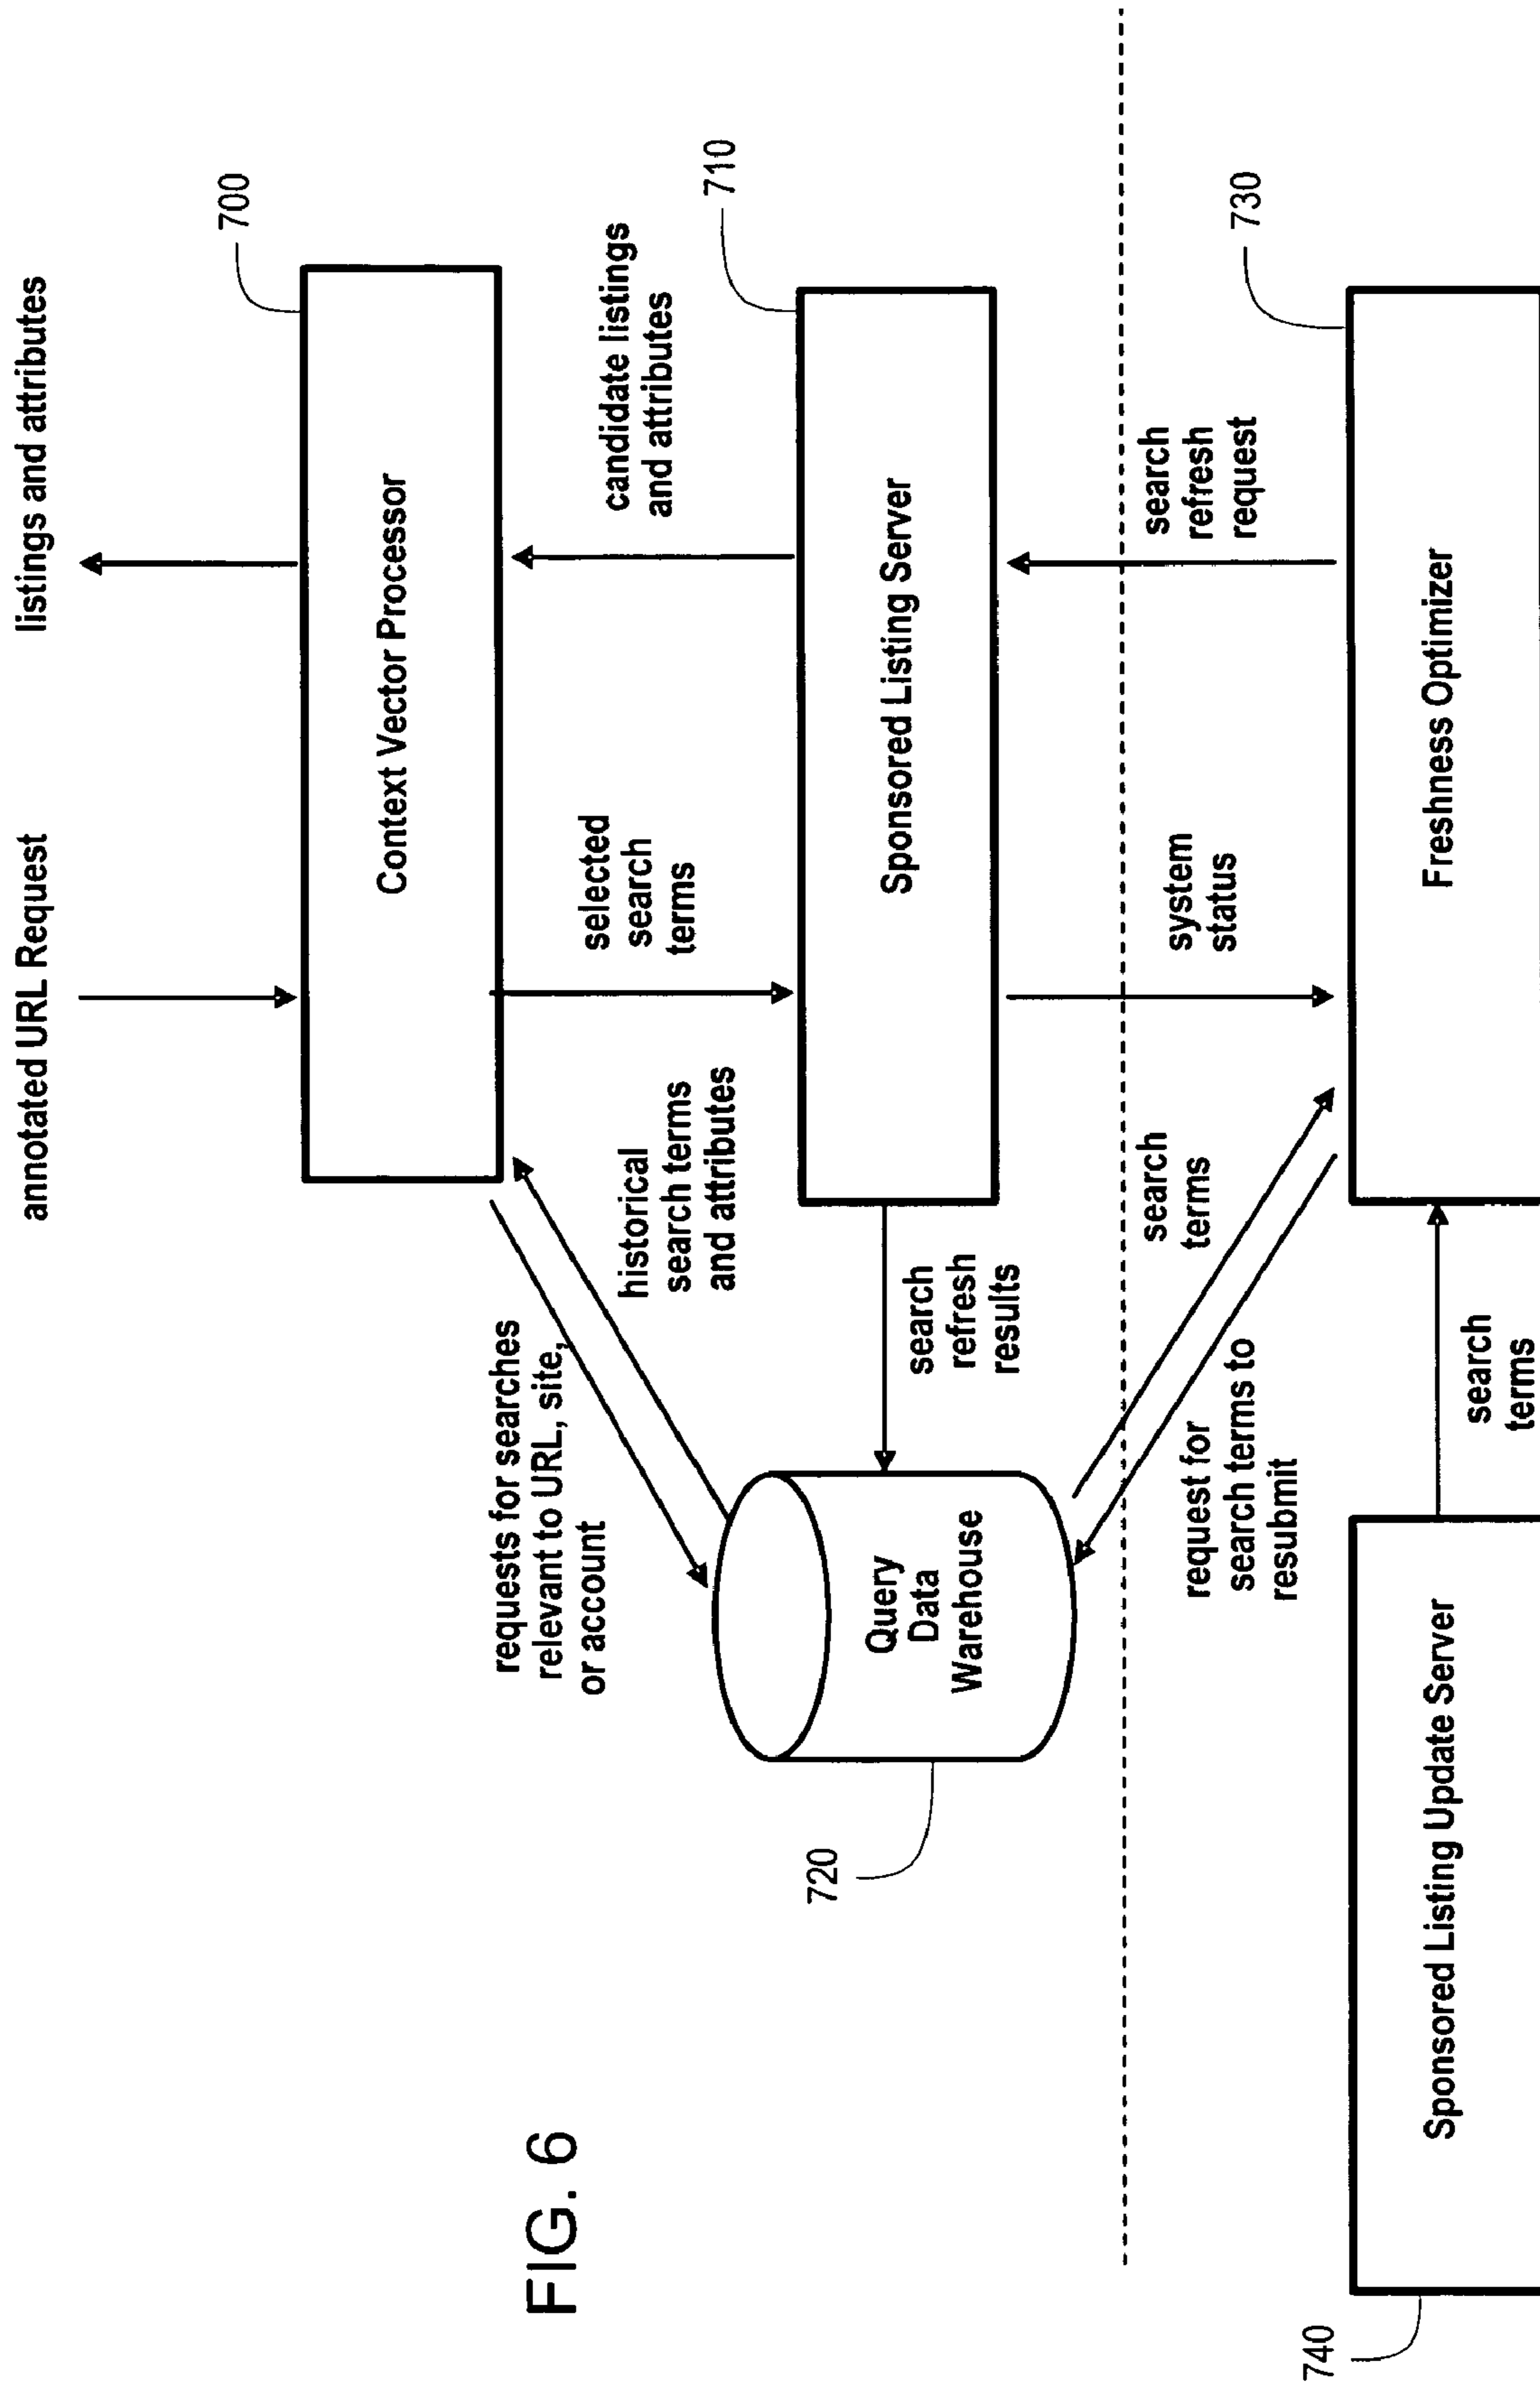 annotated URL Request
listings and attributes
700
Context Vector Processor
requests for searches
relevant to URL, site,
or account
historical
search terms
and attributes
selected
search
terms
candidate listings
and attributes
710
Sponsored Listing Server
720
Query
Data
Warehouse
search
refresh
results
request for
search terms to
resubmit
search
terms
system
status
search
refresh
request
730
Freshness Optimizer
740
Sponsored Listing Update Server
search
terms
FIG. 6